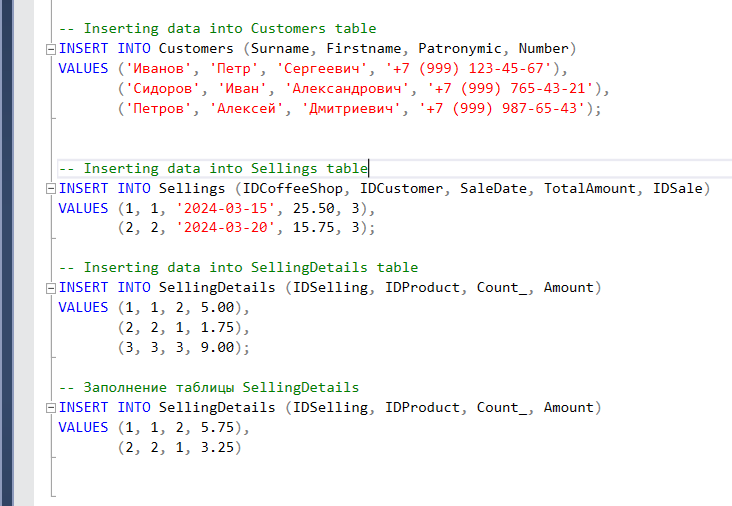 -- Inserting data into Customers table
INSERT INTO Customers (Surname, Firstname, Patronymic, Number)
VALUES ('Иванов', 'Петр', 'Сергеевич', '+7 (999) 123-45-67'),
('Сидоров', 'Иван', 'Александрович', '+7 (999) 765-43-21'),
('Петров', 'Алексей', 'Дмитриевич', '+7 (999) 987-65-43');
-- Inserting data into Sellings table
INSERT INTO Sellings (IDCoffeeShop, IDCustomer, SaleDate, TotalAmount, IDSale)
VALUES (1, 1, '2024-03-15', 25.50, 3),
(2, 2, '2024-03-20', 15.75, 3);
-- Inserting data into SellingDetails table
INSERT INTO SellingDetails (IDSelling, IDProduct, Count_, Amount)
VALUES (1, 1, 2, 5.00),
(2, 2, 1, 1.75),
(3, 3, 3, 9.00);
-- Заполнение таблицы SellingDetails
INSERT INTO SellingDetails (IDSelling, IDProduct, Count_, Amount)
VALUES (1, 1, 2, 5.75),
(2, 2, 1, 3.25)